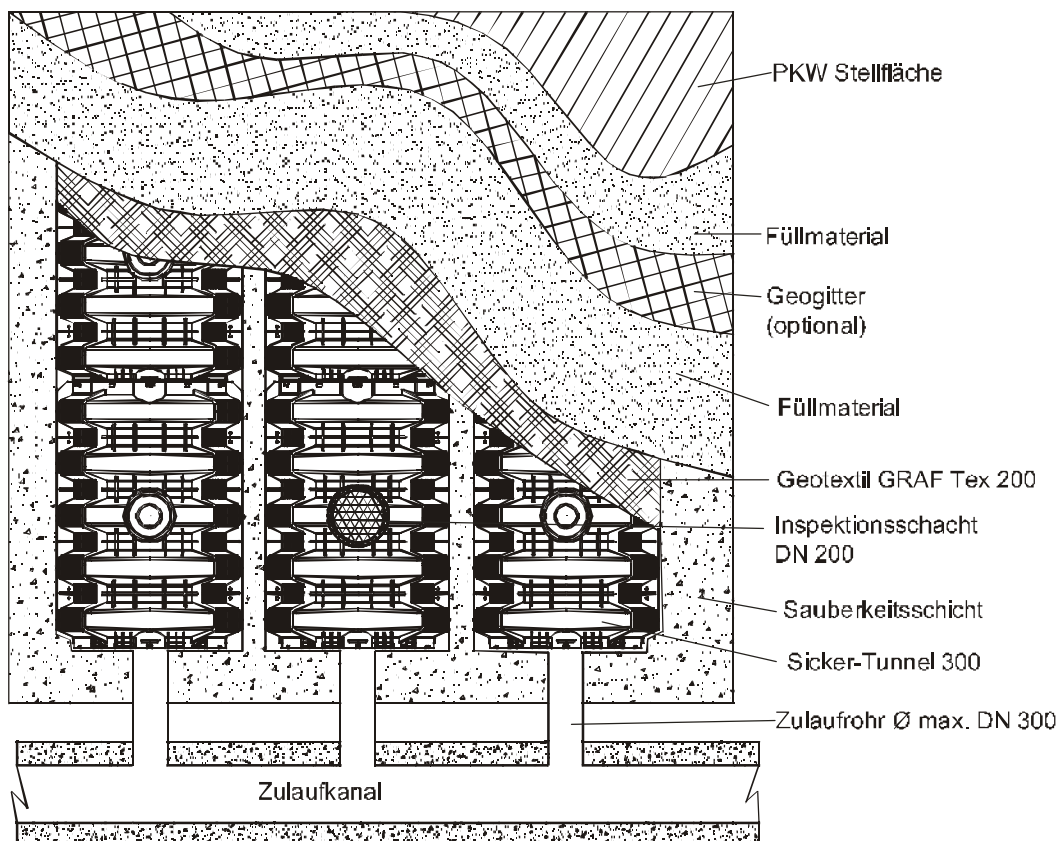 PKW Stellfläche
Füllmaterial
Geogitter
(optional)
Füllmaterial
Geotextil GRAF Tex 200
Inspektionsschacht
DN 200
Sauberkeitsschicht
Sicker-Tunnel 300
Zulaufrohr Ø max. DN 300
Zulaufkanal